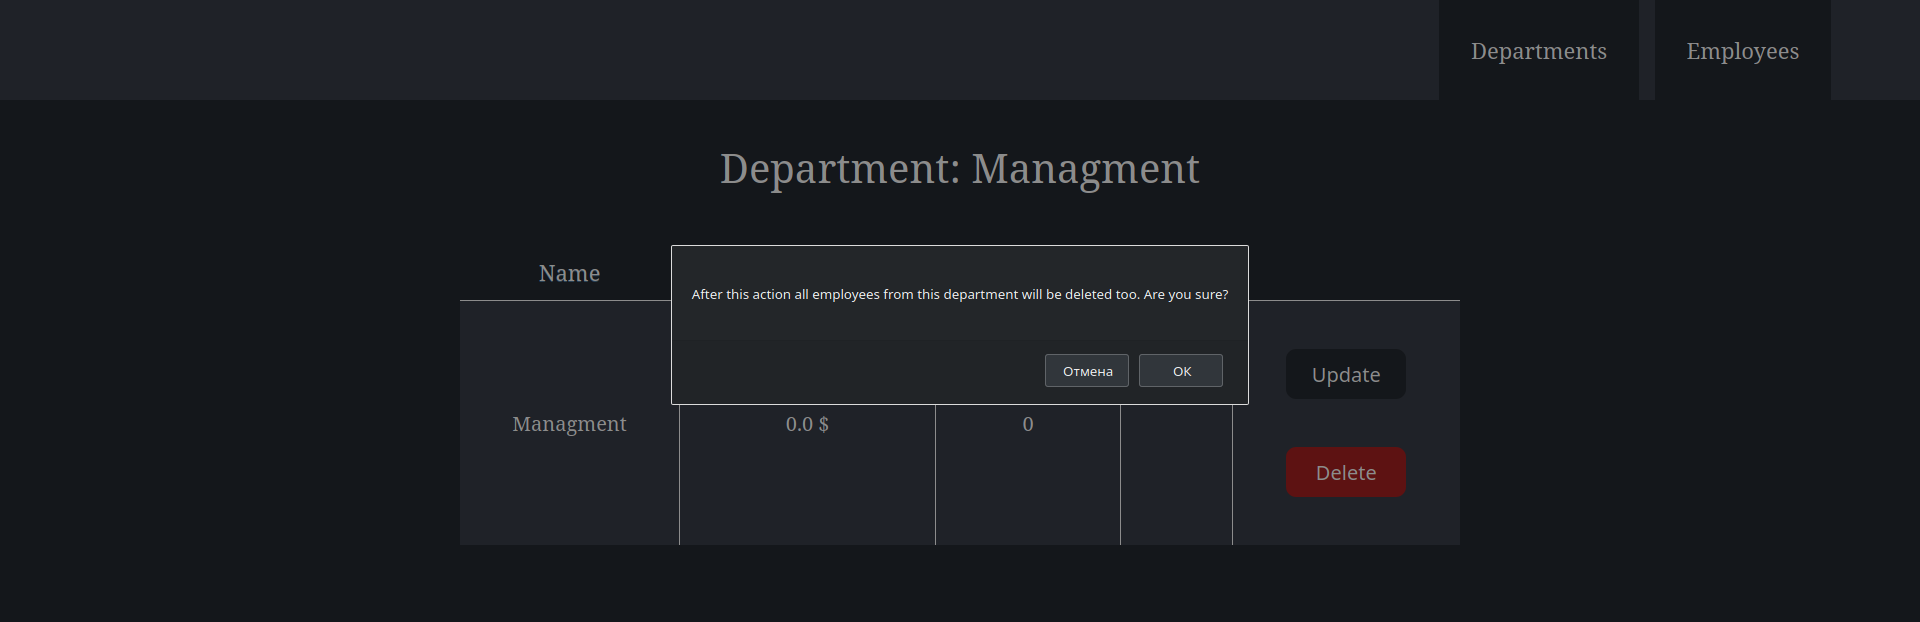 Departments Employees
Department: Managment
Name
After this action all employees from this department will be deleted too. Are you sure?
Отмена ОК
Update
Managment 0.0 $ 0
Delete